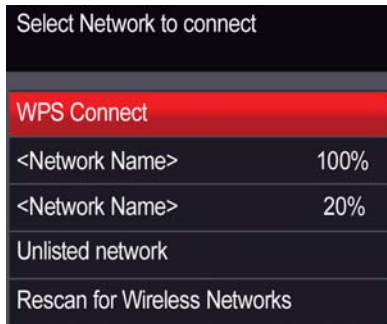 Select Network to connect
WPS Connect
<Network Name> 100%
<Network Name> 20%
Unlisted network
Rescan for Wireless Networks